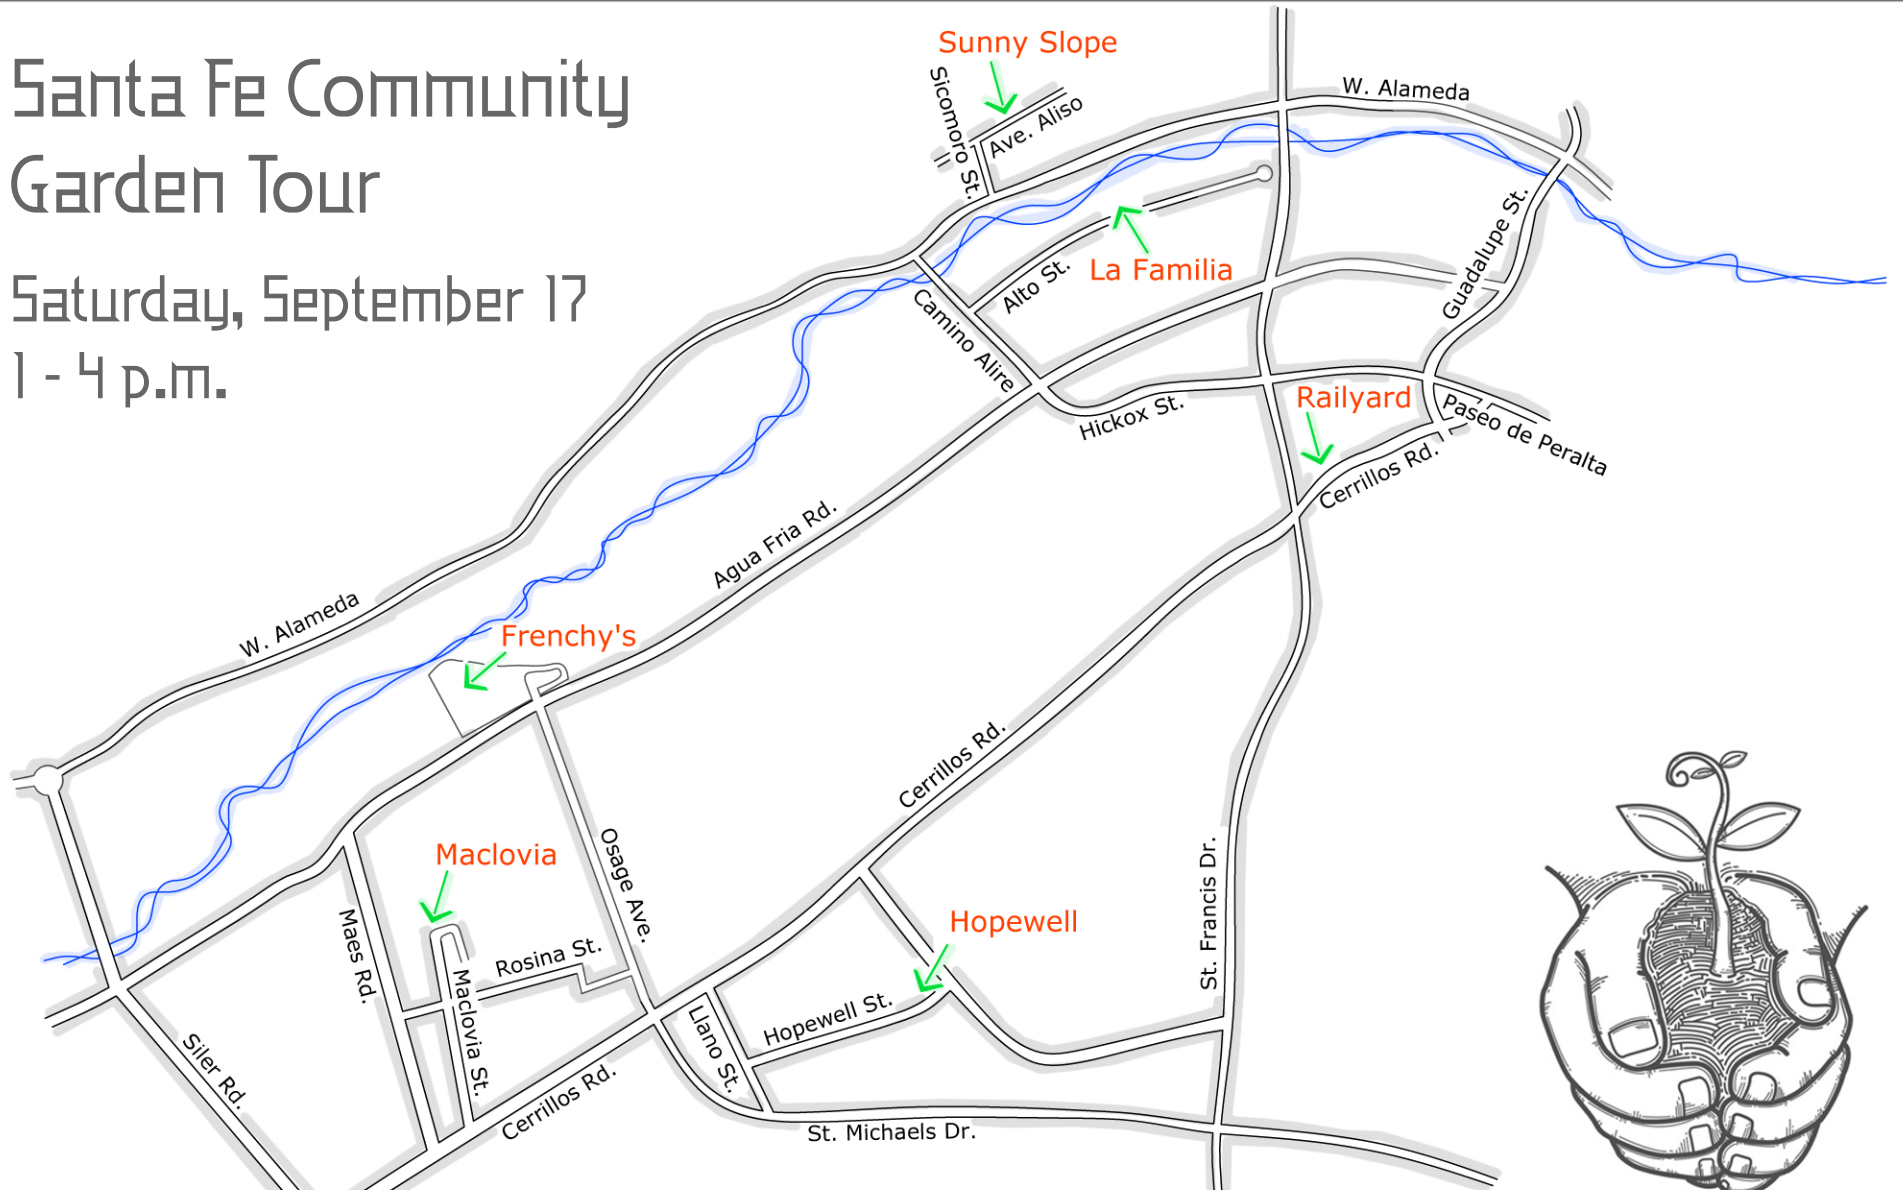 Santa Fe Community
Garden Tour
Saturday, September 17
1 - 4 p.m.
Sunny Slope
Sicomoro St.
Ave. Aliso
W. Alameda
La Familia
Alto St.
Camino Alire
Guadalupe St.
Hickox St.
Railyard
Paseo de Peralta
Cerrillos Rd.
Agua Fria Rd.
W. Alameda
Frenchy's
Cerrillos Rd.
Maclovia
Osage Ave.
Hopewell
St. Francis Dr.
Maes Rd.
Rosina St.
Maclovia St.
Hopewell St.
Llano St.
Siler Rd.
Cerrillos Rd.
St. Michaels Dr.